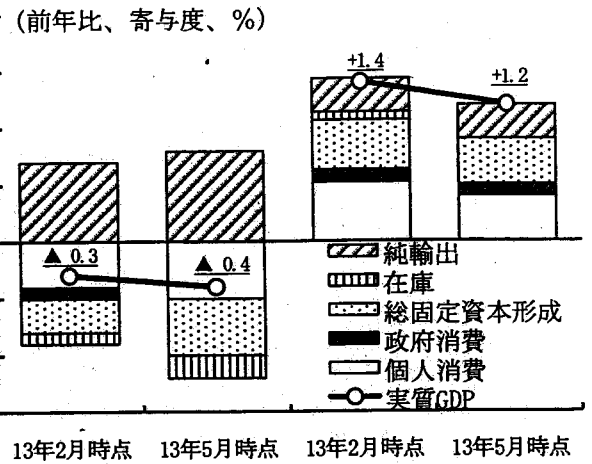 (前年比、寄与度、%)
+1.4
+1.2
▲ 0.3
▲ 0.4
純輸出
在庫
総固定資本形成
政府消費
個人消費
実質GDP
13年2月時点 13年5月時点 13年2月時点 13年5月時点